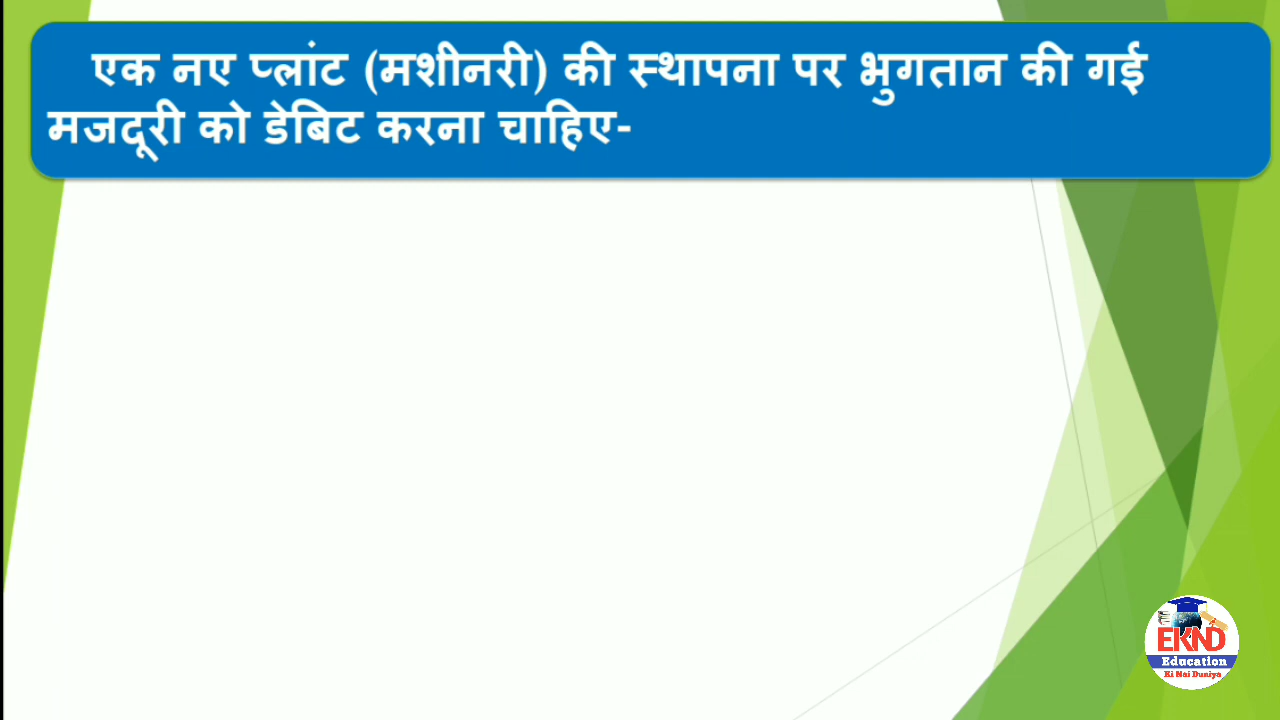 एक नए प्लांट (मशीनरी) की स्थापना पर भुगतान की गई
मजदूरी को डेबिट करना चाहिए-
EKND
Education
Ki Nai Duniya